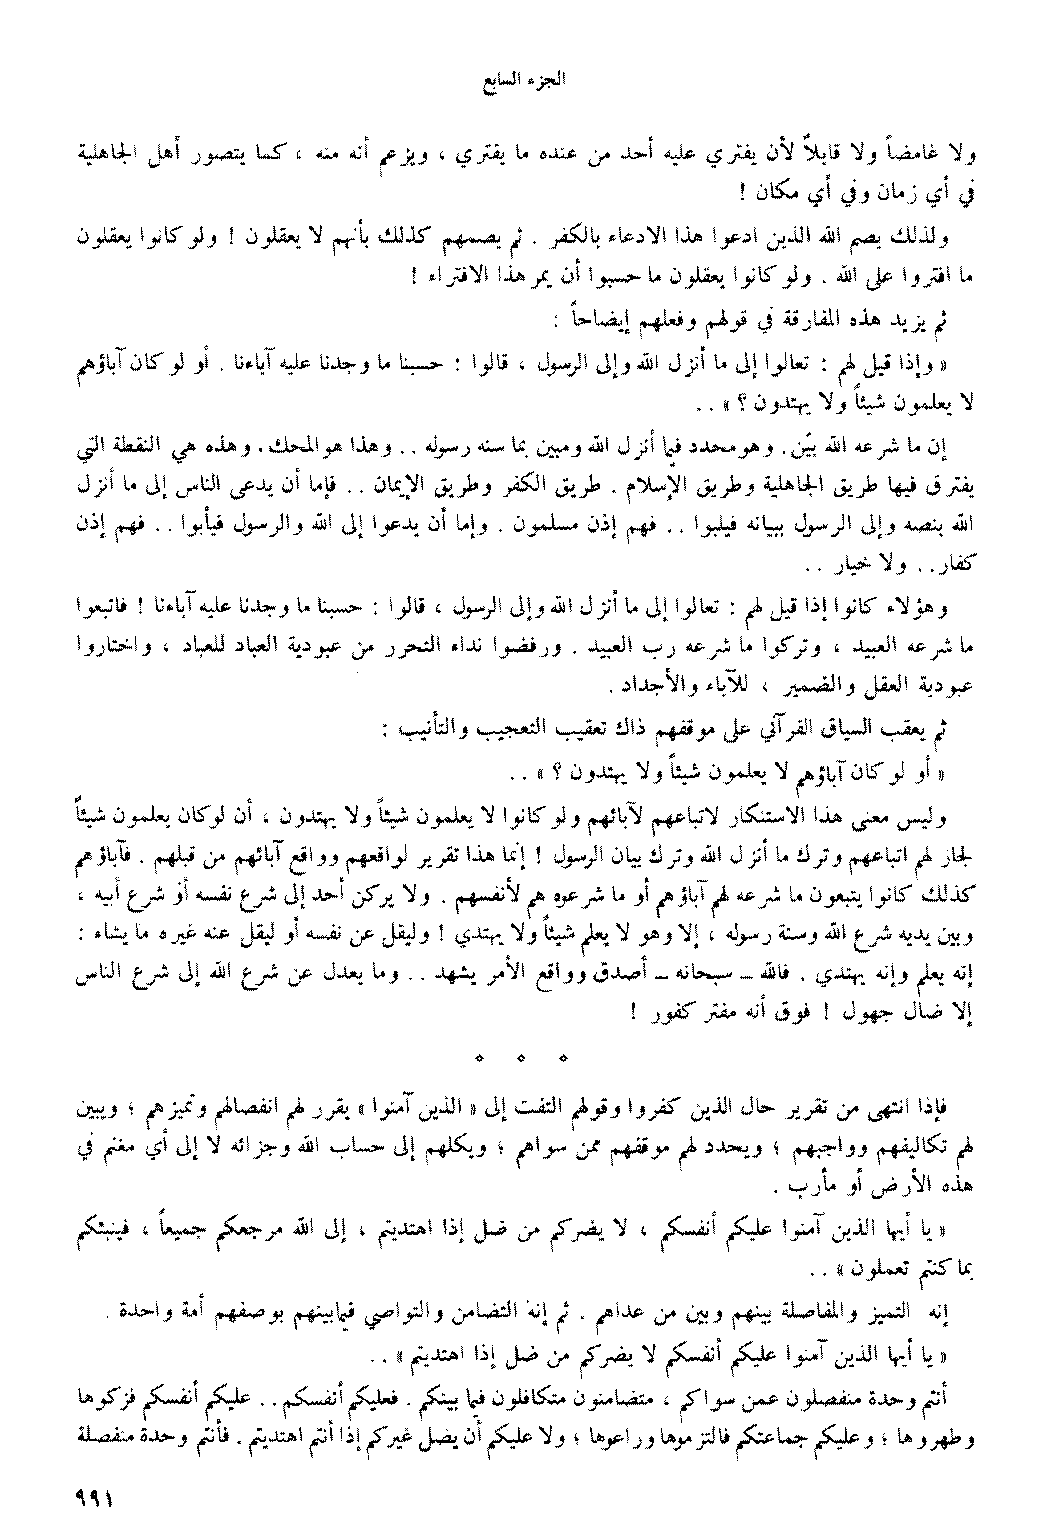 الجزء السابع
ولا غامضاً ولا قابلاً لأن يفتري عليه أحد من عنده ما يفتري ، ويزعم أنه منه ، كما يتصور أهل الجاهلية
في أي زمان وفي أي مكان !
ولذلك يصم الله الذين ادعوا هذا الادعاء بالكفر . ثم يصمهم كذلك بأنهم لا يعقلون ! ولو كانوا يعقلون
ما افتروا على الله . ولو كانوا يعقلون ما حسبوا أن يمر هذا الافتراء !
ثم يزيد هذه المفارقة في قولهم وفعلهم إيضاحاً :
« وإذا قيل لهم : تعالوا إلى ما أنزل الله وإلى الرسول ، قالوا : حسبنا ما وجدنا عليه آباءنا . أو لو كان آباؤهم
لا يعلمون شيئاً ولا يهتدون ؟ » ..
إن ما شرعه الله بيّن . وهو محدد فيما أنزل الله ومبين بما سنه رسوله .. وهذا هو المحك . وهذه هي النقطة التي
يفترق فيها طريق الجاهلية وطريق الإسلام . طريق الكفر وطريق الإيمان .. فإما أن يدعى الناس إلى ما أنزل
الله بنصه وإلى الرسول ببيانه فيلبوا .. فهم إذن مسلمون . وإما أن يدعوا إلى الله والرسول فيأبوا .. فهم إذن
كفار .. ولا خيار ..
وهؤلاء كانوا إذا قيل لهم : تعالوا إلى ما أنزل الله وإلى الرسول ، قالوا : حسبنا ما وجدنا عليه آباءنا ! فاتبعوا
ما شرعه العبيد ، وتركوا ما شرعه رب العبيد . ورفضوا نداء التحرر من عبودية العباد للعباد ، واختاروا
عبودية العقل والضمير ، للآباء والأجداد .
ثم يعقب السياق القرآني على موقفهم ذاك تعقيب التعجيب والتأنيب :
« أو لو كان آباؤهم لا يعلمون شيئاً ولا يهتدون ؟ » ..
وليس معنى هذا الاستنكار لاتباعهم لآبائهم ولو كانوا لا يعلمون شيئاً ولا يهتدون ، أن لو كان يعلمون شيئاً
لجاز لهم اتباعهم وترك ما أنزل الله وترك بيان الرسول ! إنما هذا تقرير لواقعهم وواقع آبائهم من قبلهم . فآباؤهم
كذلك كانوا يتبعون ما شرعه لهم آباؤهم أو ما شرعوه هم لأنفسهم . ولا يركن أحد إلى شرع نفسه أو شرع أبيه ،
وبين يديه شرع الله وسنة رسوله ، إلا وهو لا يعلم شيئاً ولا يهتدي ! وليقل عن نفسه أو ليقل عنه غيره ما يشاء :
إنه يعلم وإنه يهتدي . فالله – سبحانه – أصدق وواقع الأمر يشهد .. وما يعدل عن شرع الله إلى شرع الناس
إلا ضال جهول ! فوق أنه مفتر كفور !
فإذا انتهى من تقرير حال الذين كفروا وقولهم التفت إلى « الذين آمنوا » يقرر لهم انفصالهم وتميزهم ؛ ويبين
لهم تكاليفهم وواجبهم ؛ ويحدد لهم موقفهم ممن سواهم ؛ ويكلهم إلى حساب الله وجزائه لا إلى أي مغنم في
هذه الأرض أو مأرب .
« يا أيها الذين آمنوا عليكم أنفسكم ، لا يضركم من ضل إذا اهتديتم ، إلى الله مرجعكم جميعاً ، فينبئكم
بما كنتم تعملون » ..
إنه التميز والمفاصلة بينهم وبين من عداهم . ثم إنه التضامن والتواصي فيما بينهم بوصفهم أمة واحدة .
« يا أيها الذين آمنوا عليكم أنفسكم لا يضركم من ضل إذا اهتديتم » ..
أنتم وحدة منفصلون عمن سواكم ، متضامنون متكافلون فيما بينكم . فعليكم أنفسكم .. عليكم أنفسكم فزكوها
وطهروها ؛ وعليكم جماعتكم فالتزموها وراعوها ؛ ولا عليكم أن يضل غيركم إذا أنتم اهتديتم . فأنتم وحدة منفصلة
٩٩١